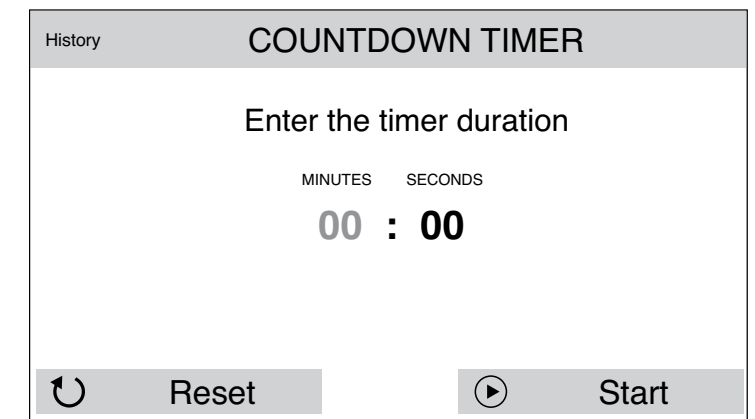 History
COUNTDOWN TIMER
Enter the timer duration
MINUTES SECONDS
00 : 00
Reset
Start